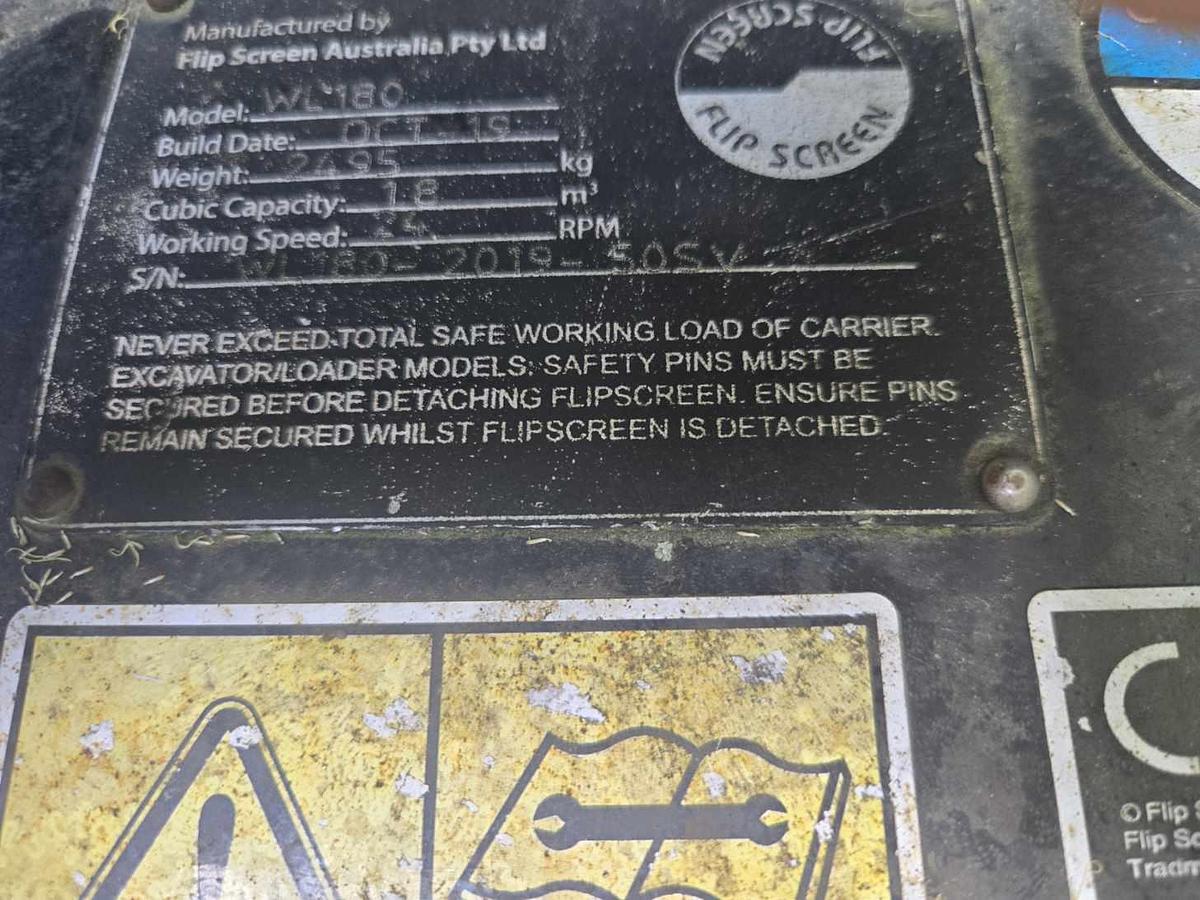 Manufactured by
Flip Screen Australia Pty Ltd
FLIP SCREEN
FLIP SCREEN
Model: WL180
Build Date: OCT-19
Weight: 2495 kg
Cubic Capacity: 1.8 m³
Working Speed: RPM
S/N: WL180-2019-50SV
NEVER EXCEED TOTAL SAFE WORKING LOAD OF CARRIER.
EXCAVATOR/LOADER MODELS: SAFETY PINS MUST BE
SECURED BEFORE DETACHING FLIPSCREEN. ENSURE PINS
REMAIN SECURED WHILST FLIPSCREEN IS DETACHED.
© Flip
Flip Sc
Tradm